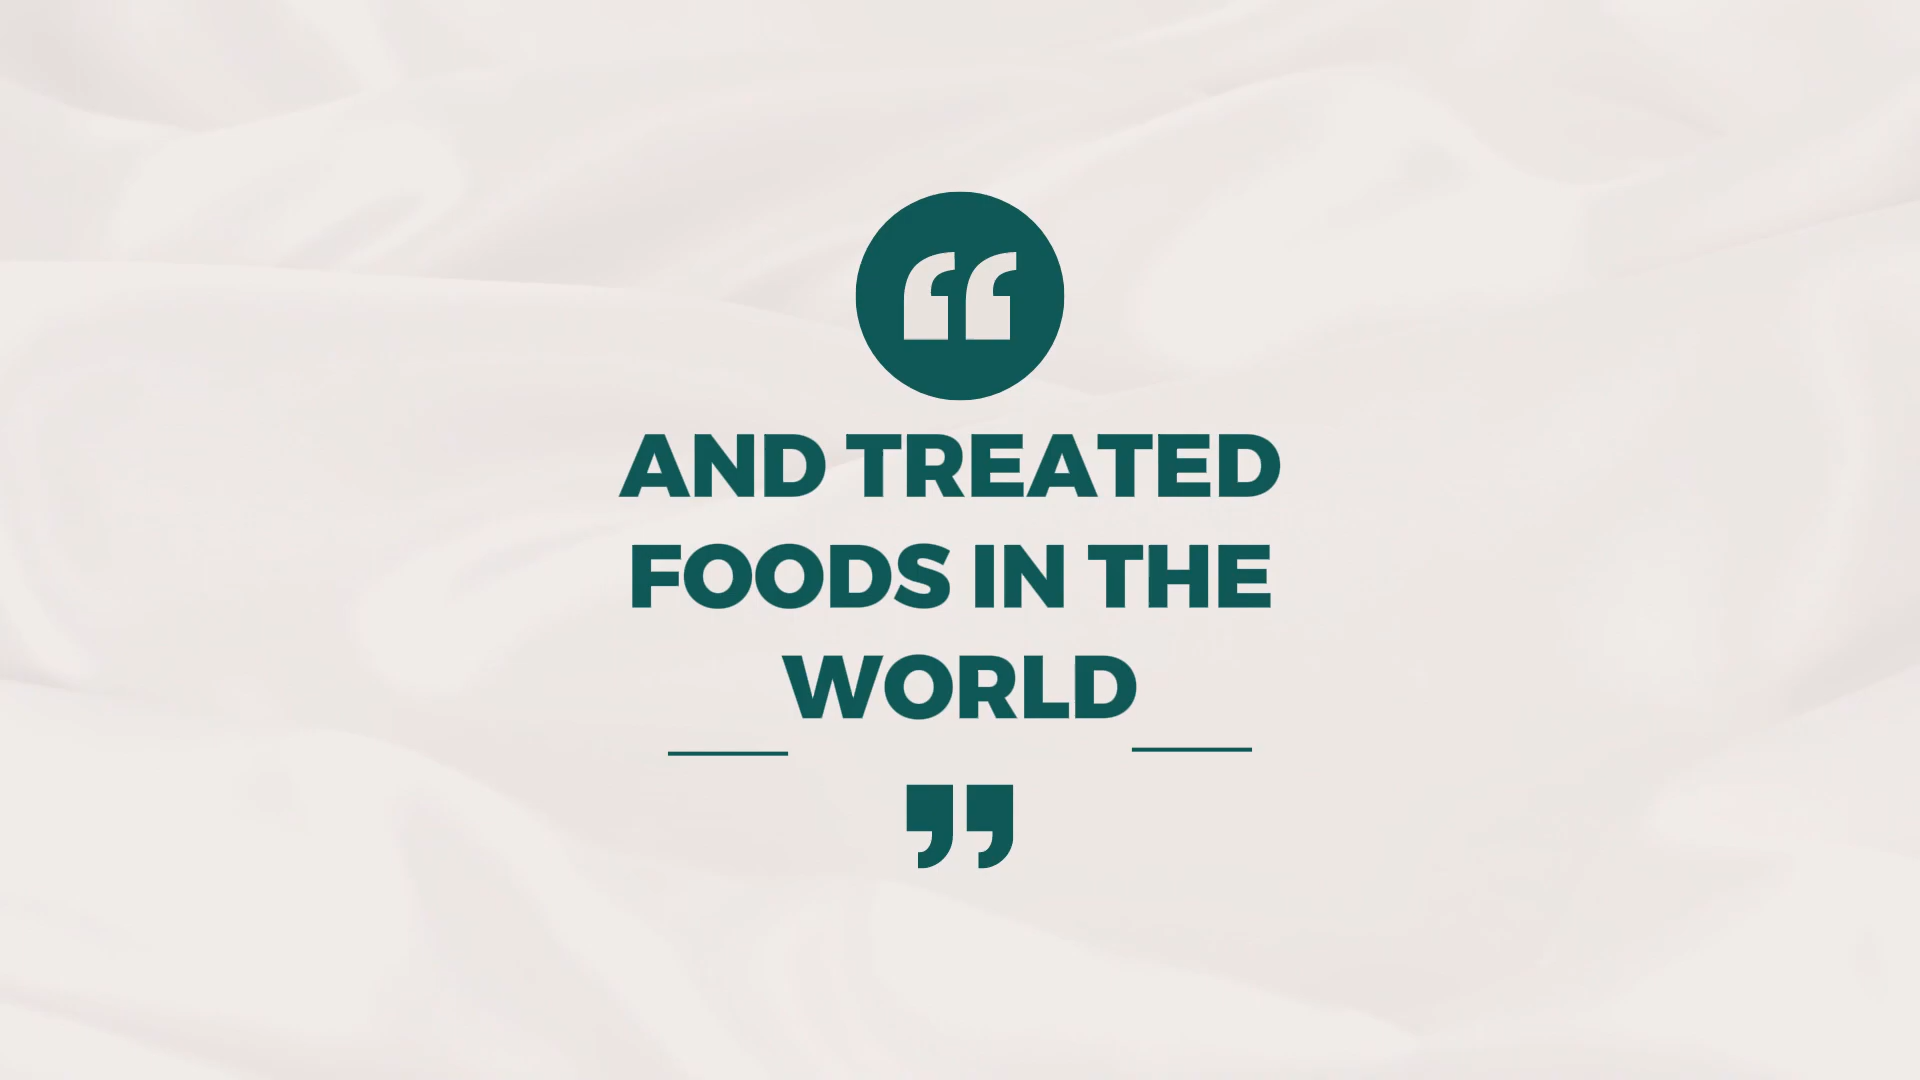 “
AND TREATED
FOODS IN THE
WORLD
”